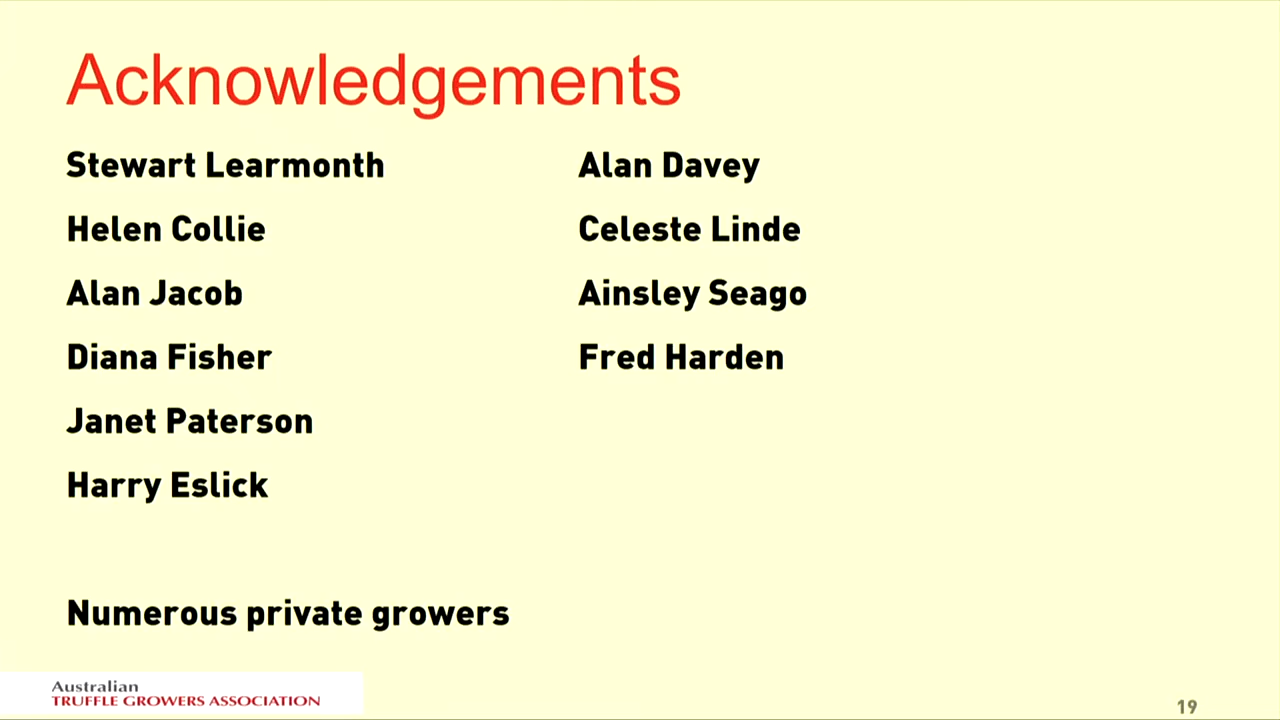 Acknowledgements
Stewart Learmonth
Helen Collie
Alan Jacob
Diana Fisher
Janet Paterson
Harry Eslick
Numerous private growers
Alan Davey
Celeste Linde
Ainsley Seago
Fred Harden
Australian
TRUFFLE GROWERS ASSOCIATION
19